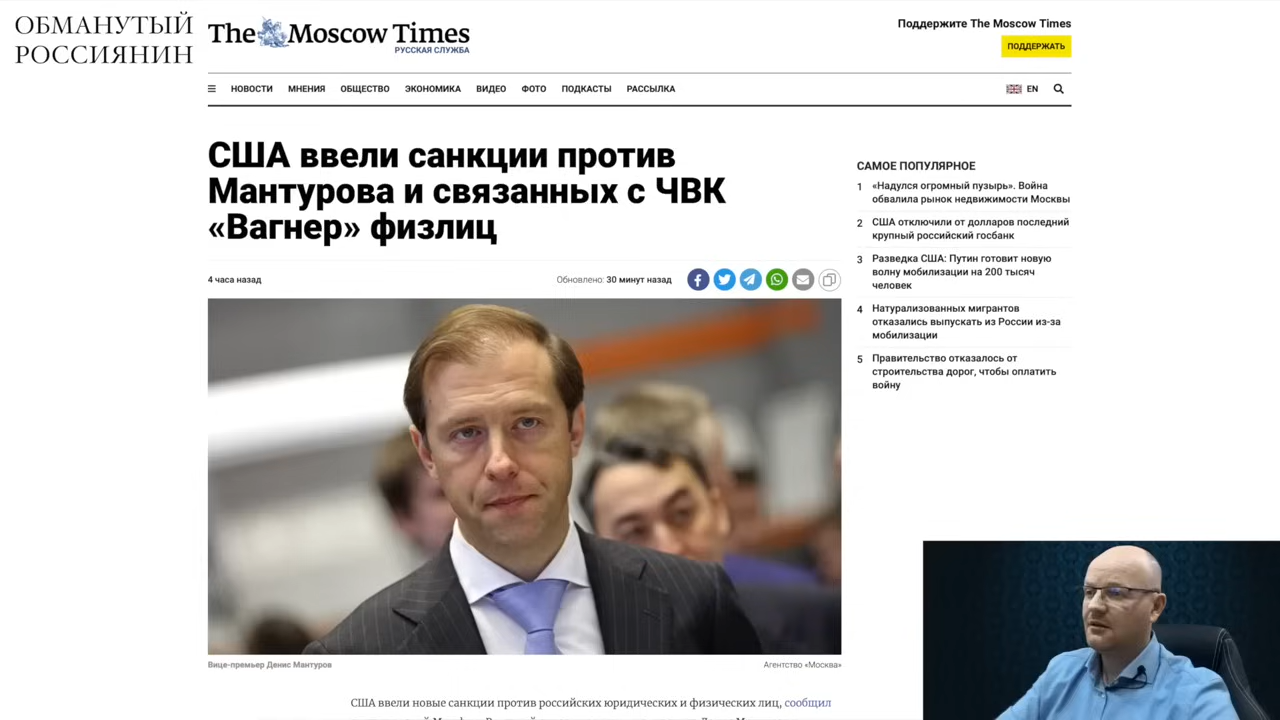 ОБМАНУТЫЙ
РОССИЯНИН
The Moscow Times
РУССКАЯ СЛУЖБА
Поддержите The Moscow Times
ПОДДЕРЖАТЬ
НОВОСТИ МНЕНИЯ ОБЩЕСТВО ЭКОНОМИКА ВИДЕО ФОТО ПОДКАСТЫ РАССЫЛКА
EN
США ввели санкции против
Мантурова и связанных с ЧВК
«Вагнер» физлиц
4 часа назад
Обновлено: 30 минут назад
САМОЕ ПОПУЛЯРНОЕ
1 «Надулся огромный пузырь». Война
обвалила рынок недвижимости Москвы
2 США отключили от долларов последний
крупный российский госбанк
3 Разведка США: Путин готовит новую
волну мобилизации на 200 тысяч
человек
4 Натурализованных мигрантов
отказались выпускать из России из-за
мобилизации
5 Правительство отказалось от
строительства дорог, чтобы оплатить
войну
Вице-премьер Денис Мантуров
Агентство «Москва»
США ввели новые санкции против российских юридических и физических лиц, сообщил